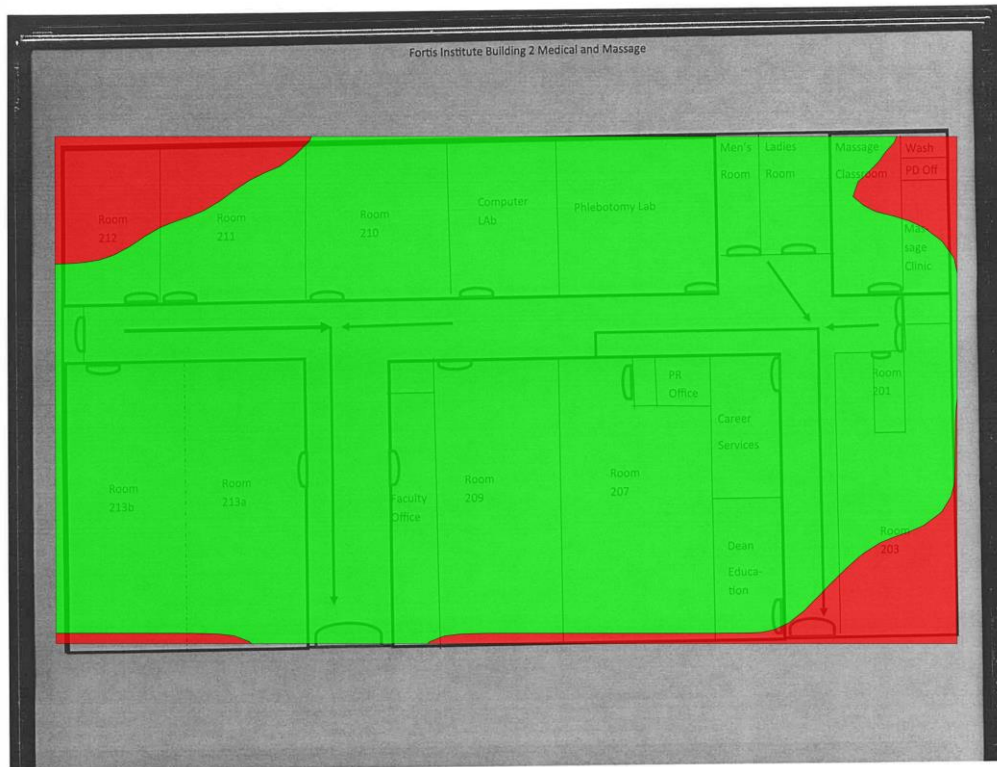 Fortis Institute Building 2 Medical and Massage
Men's
Room
Ladies
Room
Massage
Classroom
Wash
PD Off
Mas-
sage
Clinic
Room
212
Room
211
Room
210
Computer
LAb
Phlebotomy Lab
Room
201
PR
Office
Career
Services
Room
213b
Room
213a
Faculty
Office
Room
209
Room
207
Dean
Educa-
tion
Room
203